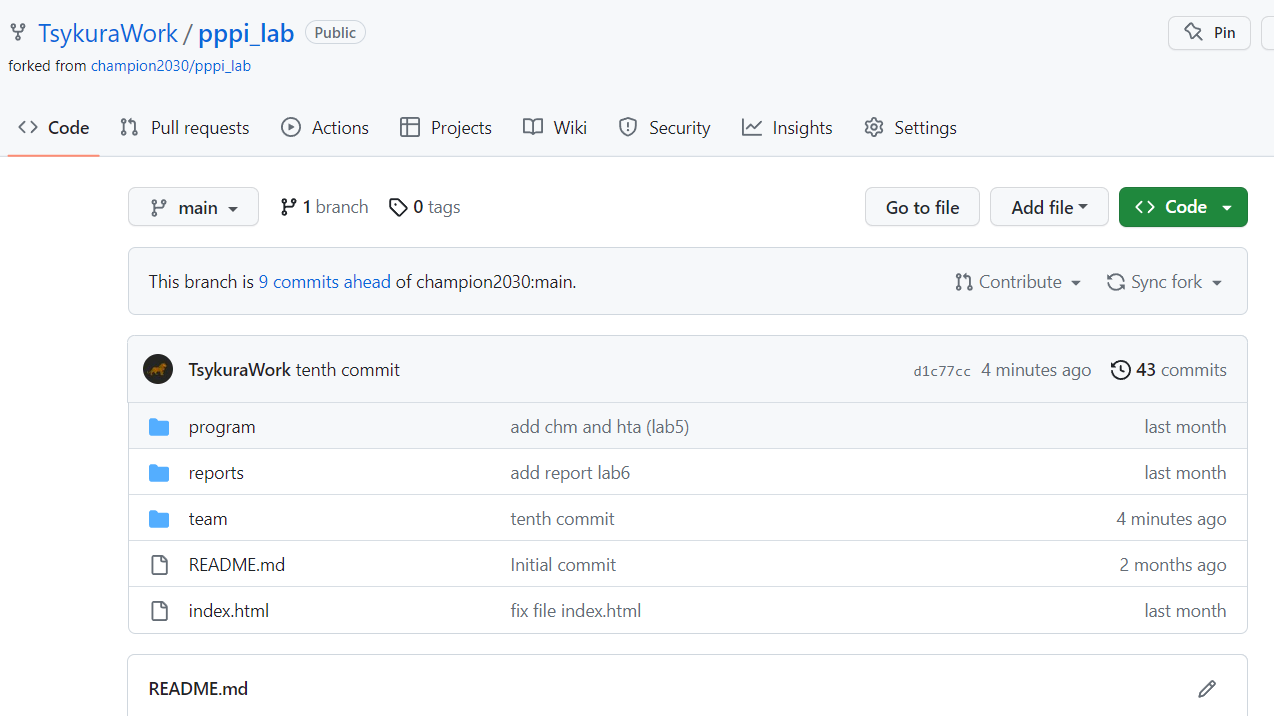 TsykuraWork / pppi_lab Public Pin
forked from champion2030/pppi_lab
Code Pull requests Actions Projects Wiki Security Insights Settings
main 1 branch 0 tags Go to file Add file Code
This branch is 9 commits ahead of champion2030:main. Contribute Sync fork
TsykuraWork tenth commit d1c77cc 4 minutes ago 43 commits
program add chm and hta (lab5) last month
reports add report lab6 last month
team tenth commit 4 minutes ago
README.md Initial commit 2 months ago
index.html fix file index.html last month
README.md